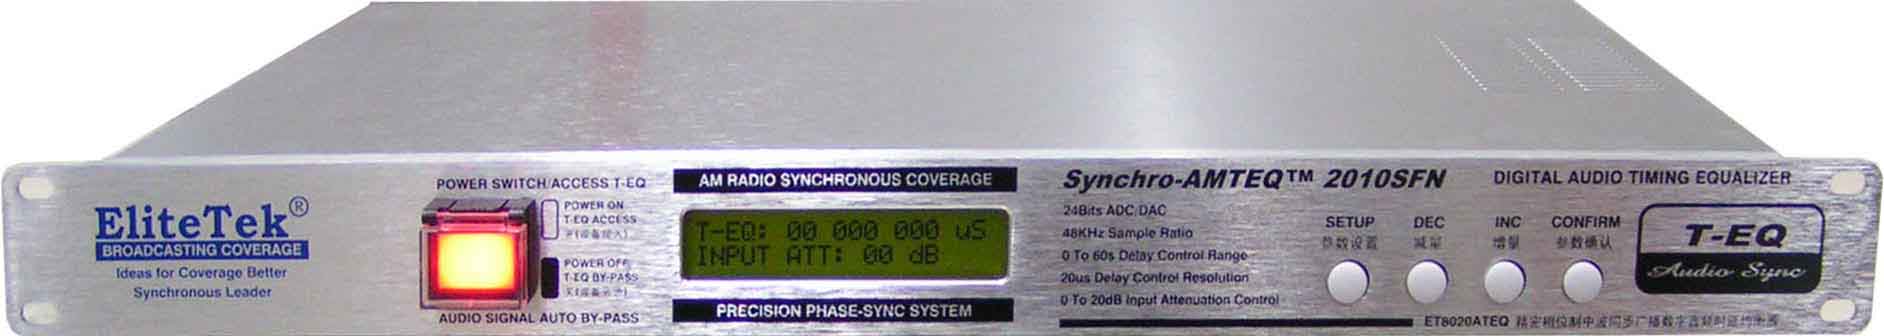 EliteTek®
BROADCASTING COVERAGE
Ideas for Coverage Better
Synchronous Leader
POWER SWITCH/ACCESS T-EQ
POWER ON
T-EQ ACCESS
POWER OFF
T-EQ BY-PASS
AUDIO SIGNAL AUTO BY-PASS
AM RADIO SYNCHRONOUS COVERAGE
T-EQ: 00 000 000 uS
INPUT ATT: 00 dB
PRECISION PHASE-SYNC SYSTEM
Synchro-AMTEQ™ 2010SFN
24Bits ADC/DAC
48KHz Sample Ratio
0 To 60s Delay Control Range
20us Delay Control Resolution
0 To 20dB Input Attenuation Control
DIGITAL AUDIO TIMING EQUALIZER
SETUP DEC INC CONFIRM
参数设置 减量 增量 参数确认
T-EQ
Audio Sync
ET8020ATEQ